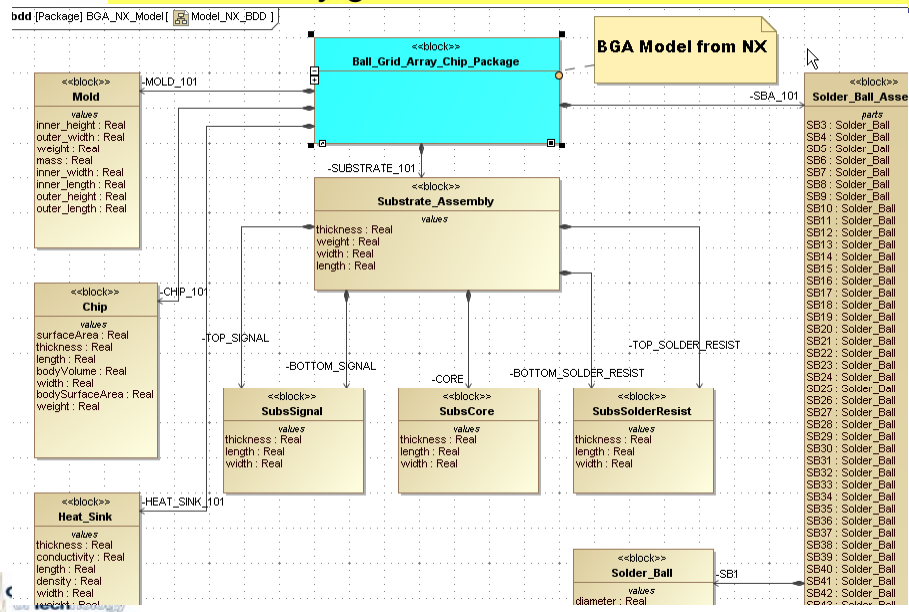 bdd [Package] BGA_NX_Model[ Model_NX_BDD ]
<<block>>
Ball_Grid_Array_Chip_Package
BGA Model from NX
<<block>>
Mold
values
inner_height : Real
outer_width : Real
weight : Real
mass : Real
inner_width : Real
inner_length : Real
outer_height : Real
outer_length : Real
-MOLD_101
-SBA_101
-SUBSTRATE_101
<<block>>
Substrate_Assembly
values
thickness : Real
weight : Real
width : Real
length : Real
<<block>>
Chip
values
surfaceArea : Real
thickness : Real
length : Real
bodyVolume : Real
width : Real
bodySurfaceArea : Real
weight : Real
-CHIP_101
-TOP_SIGNAL
-BOTTOM_SIGNAL
-CORE
-BOTTOM_SOLDER_RESIST
-TOP_SOLDER_RESIST
<<block>>
SubsSignal
values
thickness : Real
length : Real
width : Real
<<block>>
SubsCore
values
thickness : Real
length : Real
width : Real
<<block>>
SubsSolderResist
values
thickness : Real
length : Real
width : Real
-HEAT_SINK_101
<<block>>
Heat_Sink
values
thickness : Real
conductivity : Real
length : Real
density : Real
width : Real
weight : Real
<<block>>
Solder_Ball
values
diameter : Real
-SB1
<<block>>
Solder_Ball_Asse
parts
SB3 : Solder_Ball
SB4 : Solder_Ball
SB5 : Solder_Ball
SB6 : Solder_Ball
SB7 : Solder_Ball
SB8 : Solder_Ball
SB9 : Solder_Ball
SB10 : Solder_Ball
SB11 : Solder_Ball
SB12 : Solder_Ball
SB13 : Solder_Ball
SB14 : Solder_Ball
SB15 : Solder_Ball
SB16 : Solder_Ball
SB17 : Solder_Ball
SB18 : Solder_Ball
SB19 : Solder_Ball
SB20 : Solder_Ball
SB21 : Solder_Ball
SB22 : Solder_Ball
SB23 : Solder_Ball
SB24 : Solder_Ball
SB25 : Solder_Ball
SB26 : Solder_Ball
SB27 : Solder_Ball
SB28 : Solder_Ball
SB29 : Solder_Ball
SB30 : Solder_Ball
SB31 : Solder_Ball
SB32 : Solder_Ball
SB33 : Solder_Ball
SB34 : Solder_Ball
SB35 : Solder_Ball
SB36 : Solder_Ball
SB37 : Solder_Ball
SB38 : Solder_Ball
SB39 : Solder_Ball
SB40 : Solder_Ball
SB41 : Solder_Ball
SB42 : Solder_Ball